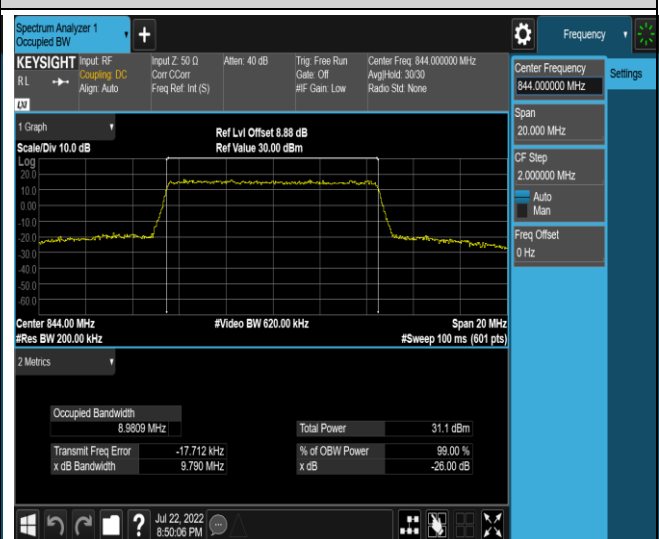 Spectrum Analyzer 1
Occupied BW
Frequency
KEYSIGHT Input: RF Input Z: 50 Ω Atten: 40 dB Trig: Free Run Center Freq: 844.000000 MHz
RL Coupling: DC Corr CCorr Gate: Off Avg|Hold: 30/30
Align: Auto Freq Ref: Int (S) #IF Gain: Low Radio Std: None
LXI
Center Frequency
844.000000 MHz
Settings
Span
20.000 MHz
CF Step
2.000000 MHz
Auto
Man
Freq Offset
0 Hz
1 Graph
Ref Lvl Offset 8.88 dB
Scale/Div 10.0 dB Ref Value 30.00 dBm
Log
20.0
10.0
0.00
-10.0
-20.0
-30.0
-40.0
-50.0
-60.0
Center 844.00 MHz #Video BW 620.00 kHz Span 20 MHz
#Res BW 200.00 kHz #Sweep 100 ms (601 pts)
2 Metrics
Occupied Bandwidth
8.9809 MHz Total Power 31.1 dBm
Transmit Freq Error -17.712 kHz % of OBW Power 99.00 %
x dB Bandwidth 9.790 MHz x dB -26.00 dB
Jul 22, 2022
8:50:06 PM